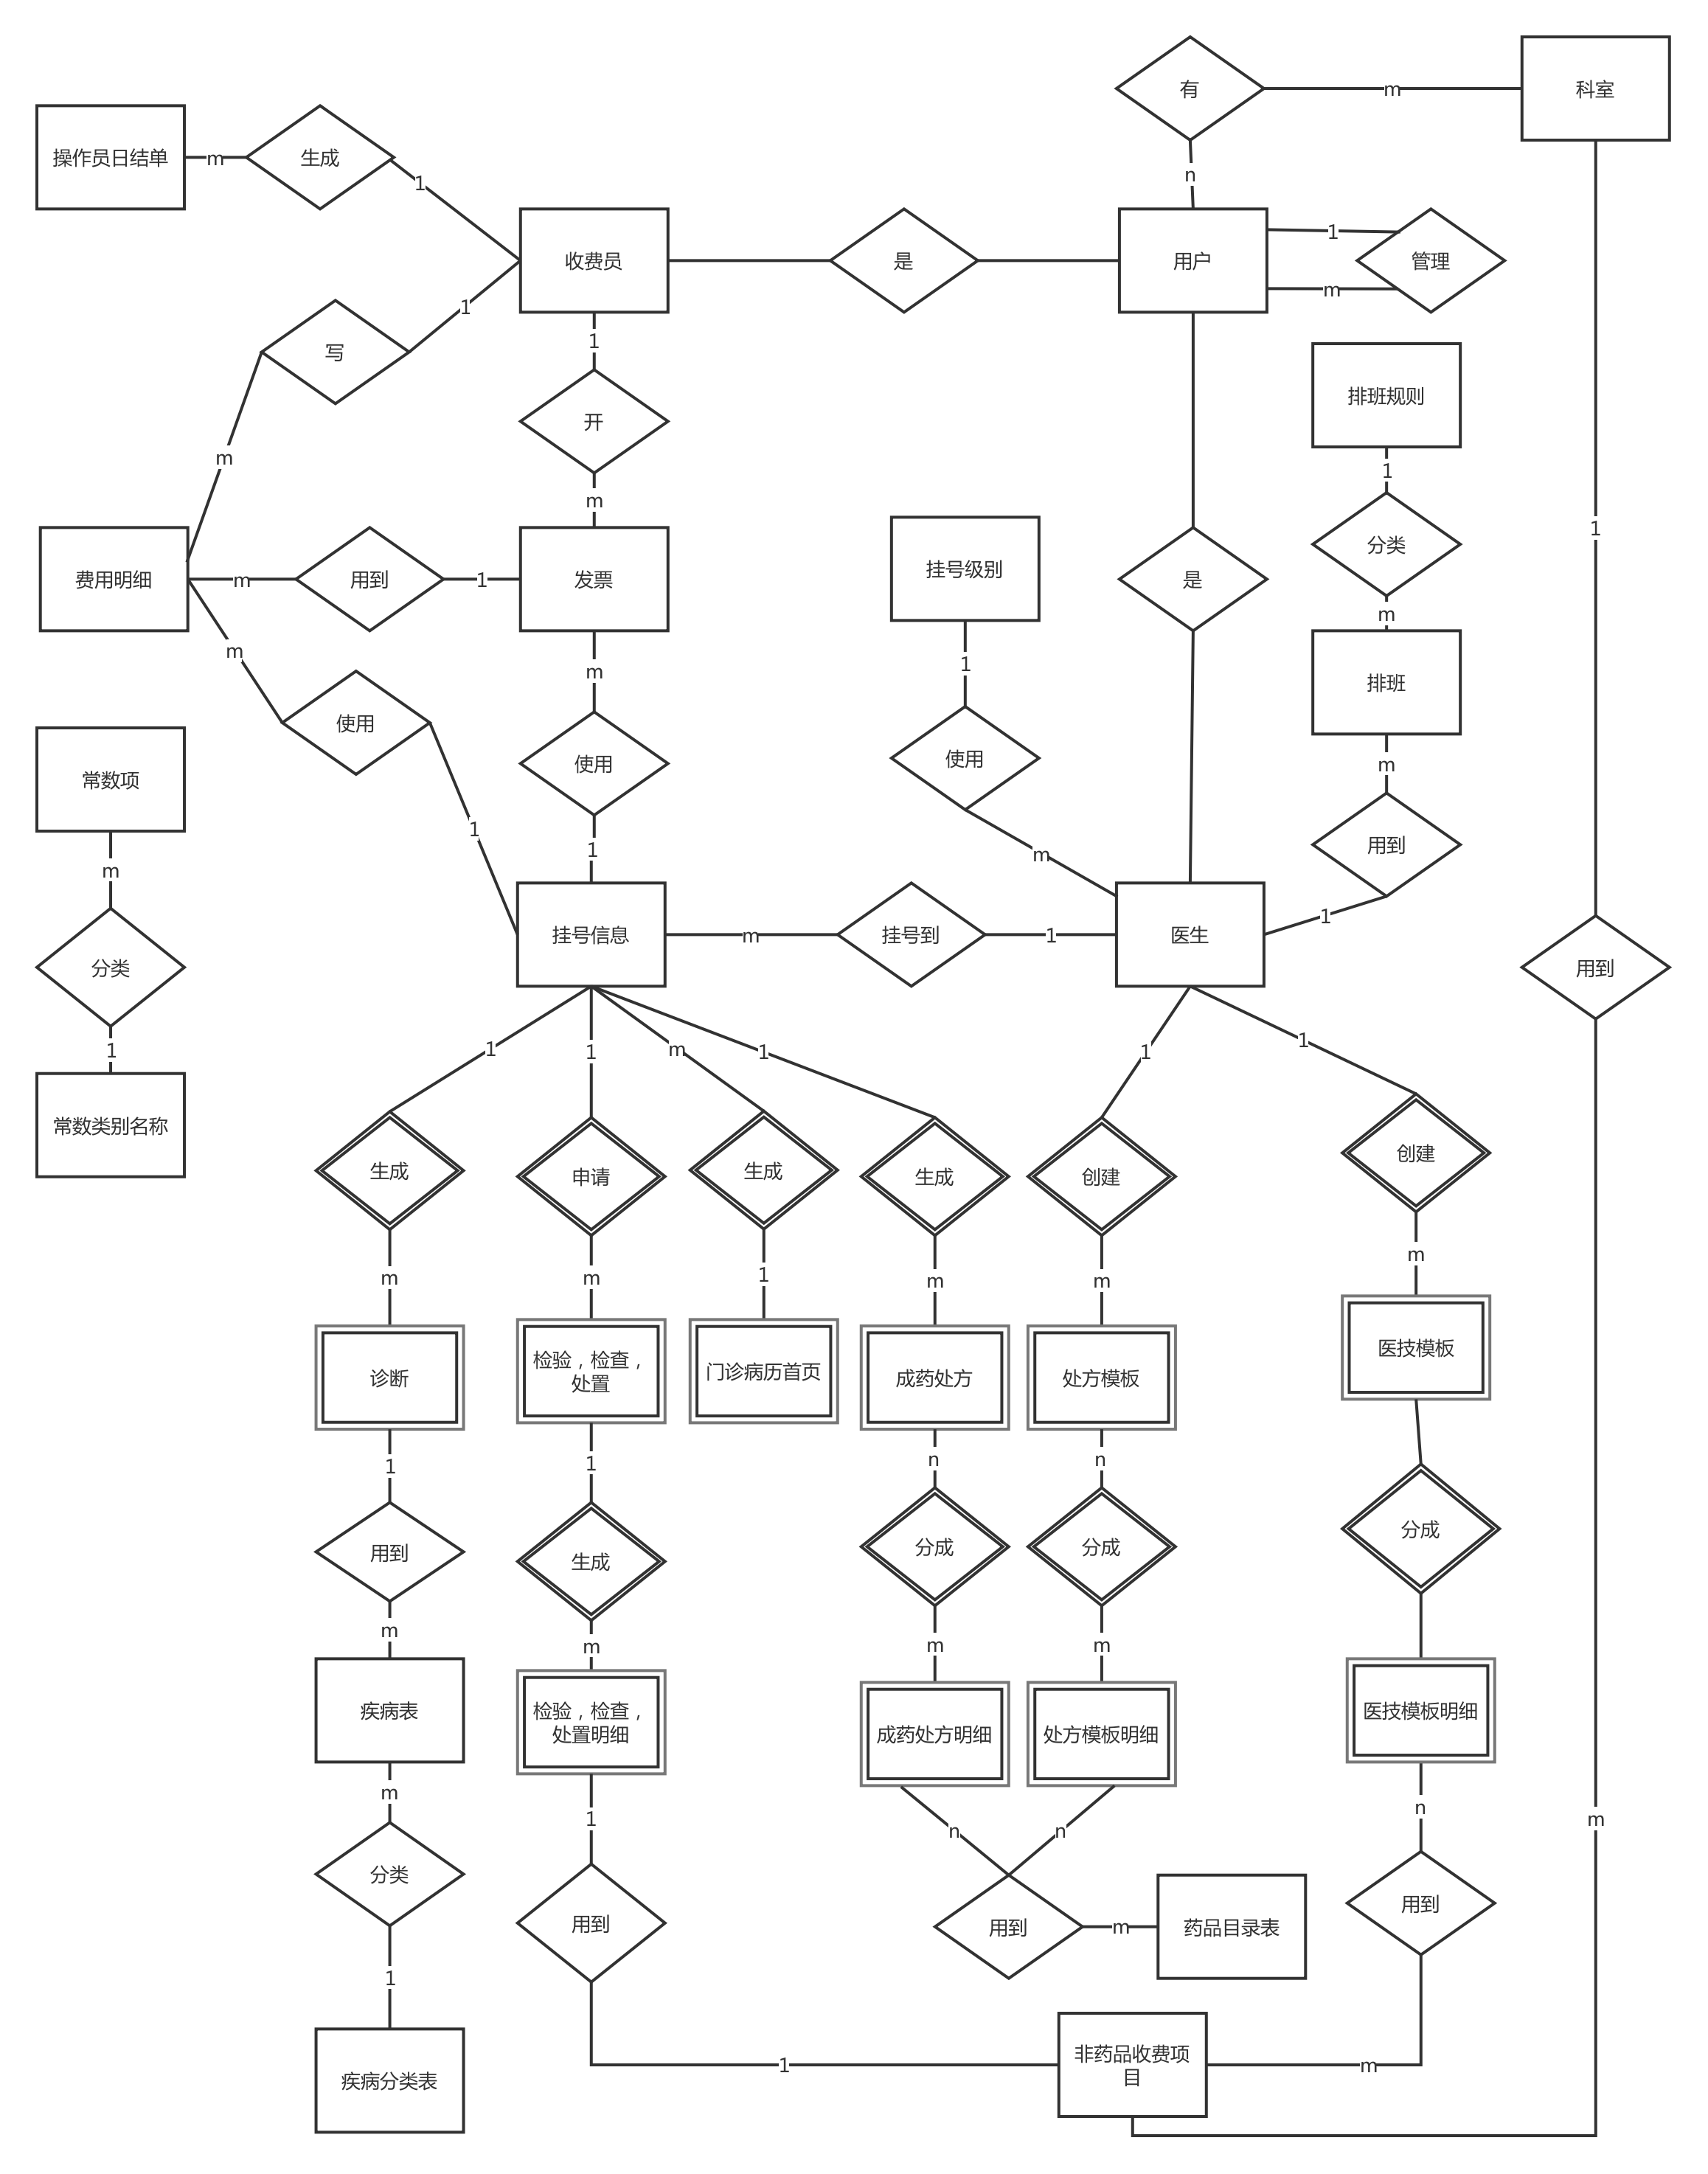 有
m
科室
操作员日结单
m
生成
1
n
收费员
是
用户
1
管理
m
写
1
1
开
排班规则
m
m
1
1
分类
费用明细
m
用到
1
发票
挂号级别
是
m
m
m
1
排班
使用
使用
使用
m
常数项
1
1
m
用到
m
分类
挂号信息
m
挂号到
1
医生
1
用到
1
常数类别名称
1
1
m
1
1
1
生成
申请
生成
生成
创建
创建
m
m
1
m
m
m
诊断
检验，检查，
处置
门诊病历首页
成药处方
处方模板
医技模板
1
1
n
n
用到
生成
分成
分成
分成
m
m
m
m
疾病表
检验，检查，
处置明细
成药处方明细
处方模板明细
医技模板明细
m
1
n
n
n
m
分类
用到
用到
m
药品目录表
用到
1
疾病分类表
1
非药品收费项
目
m